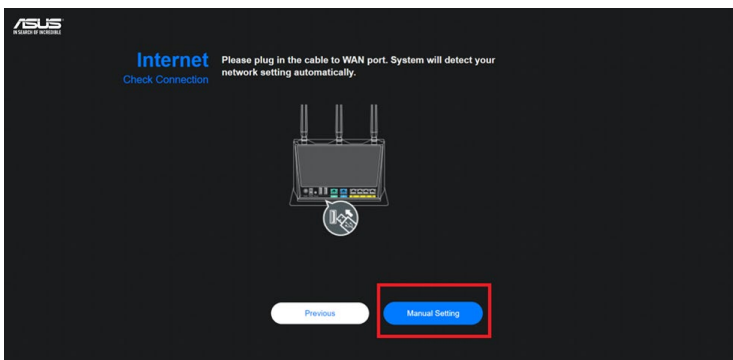 ASUS
IN SEARCH OF INCREDIBLE
Internet
Check Connection
Please plug in the cable to WAN port. System will detect your
network setting automatically.
Previous
Manual Setting